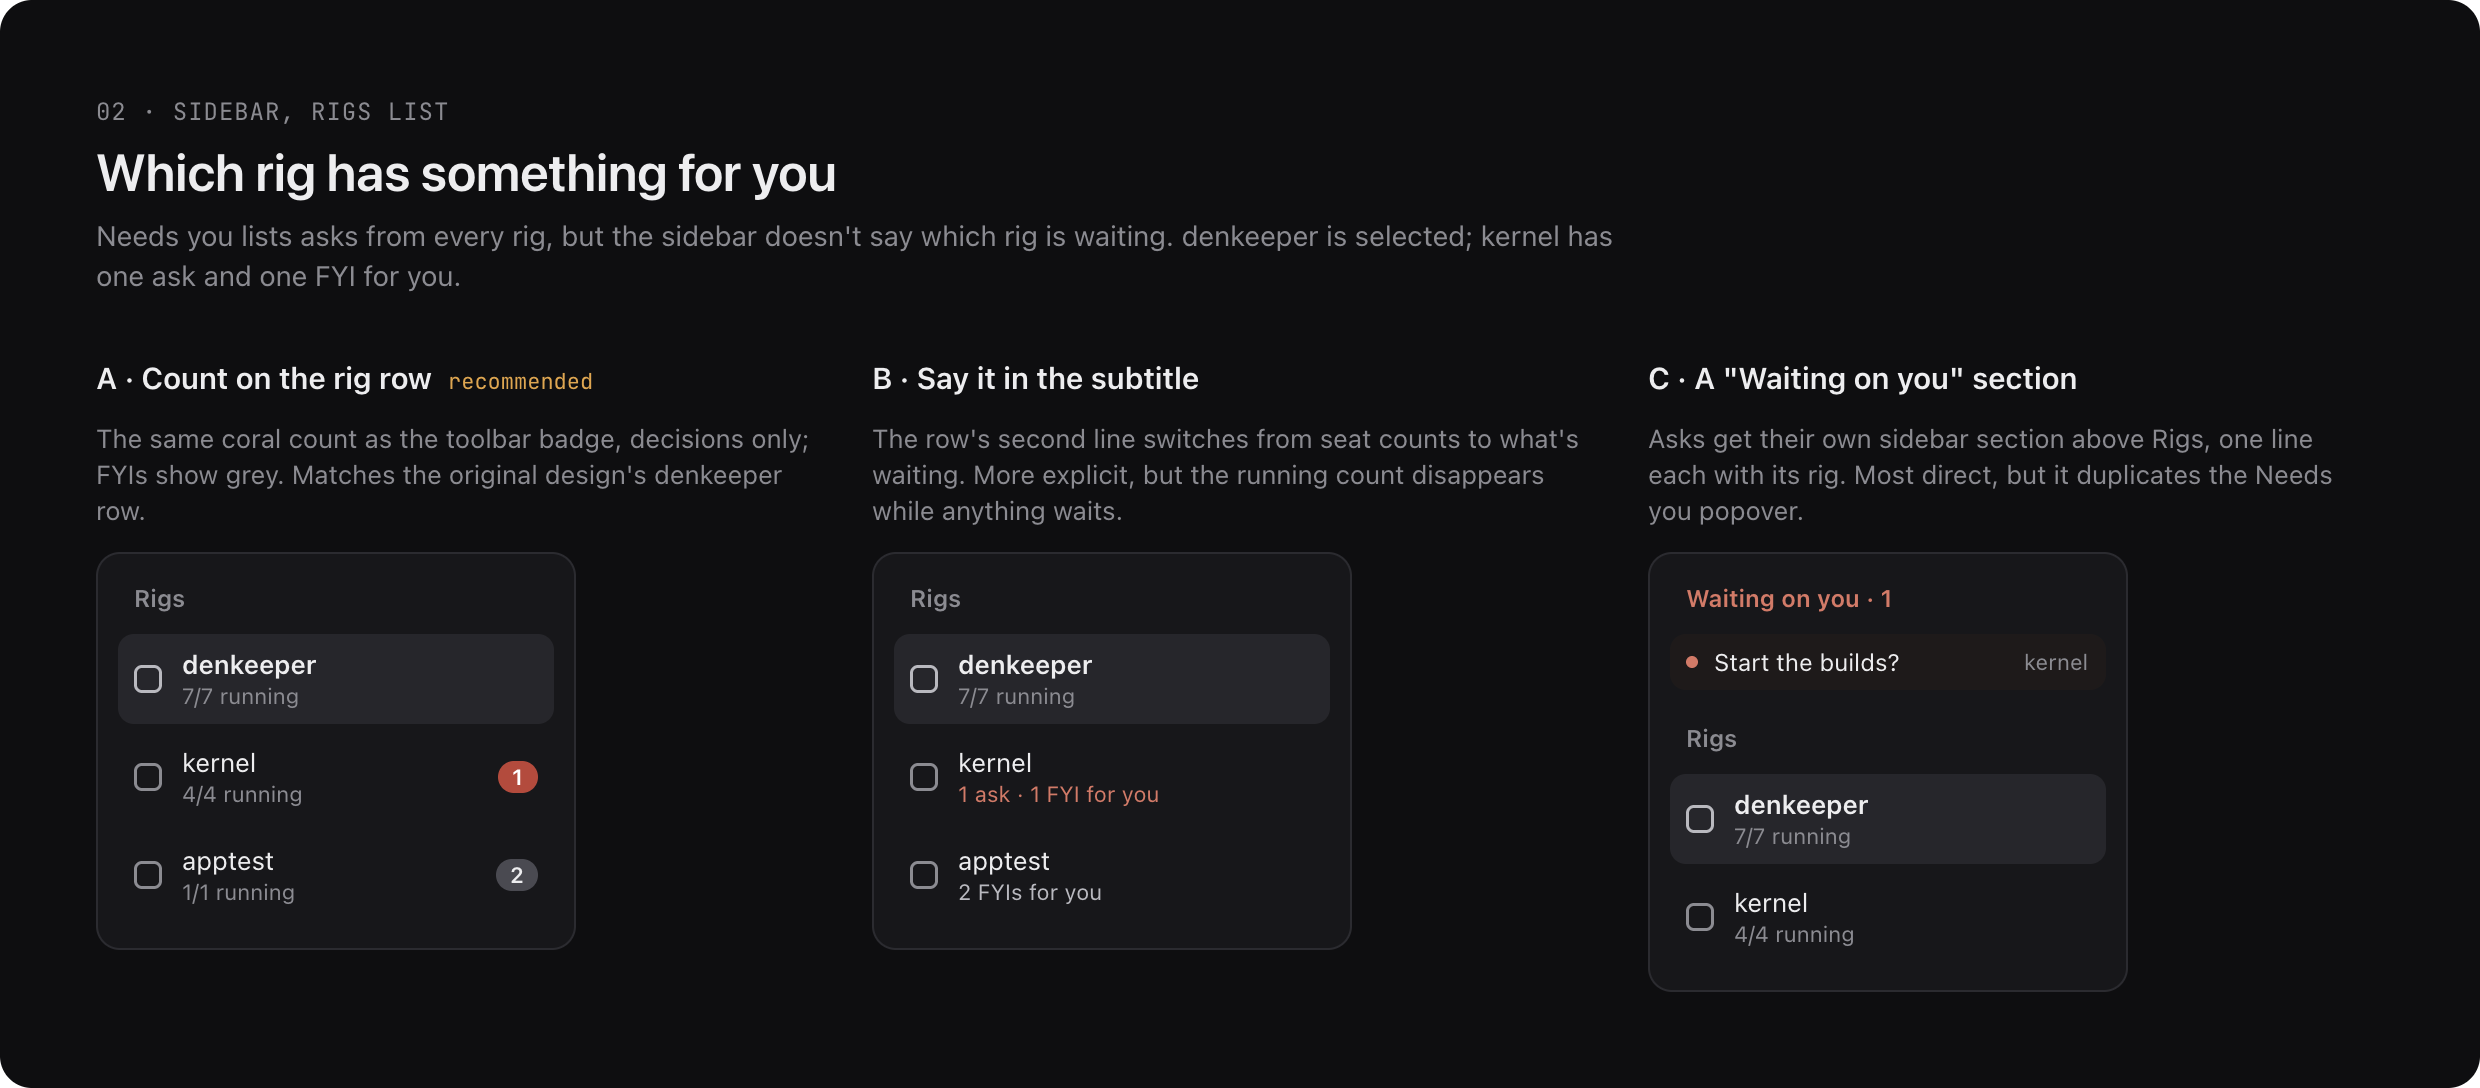 02 · SIDEBAR, RIGS LIST
Which rig has something for you
Needs you lists asks from every rig, but the sidebar doesn't say which rig is waiting. denkeeper is selected; kernel has
one ask and one FYI for you.
A · Count on the rig row recommended
The same coral count as the toolbar badge, decisions only;
FYIs show grey. Matches the original design's denkeeper
row.
Rigs
denkeeper
7/7 running
kernel
4/4 running
1
apptest
1/1 running
2
B · Say it in the subtitle
The row's second line switches from seat counts to what's
waiting. More explicit, but the running count disappears
while anything waits.
Rigs
denkeeper
7/7 running
kernel
1 ask · 1 FYI for you
apptest
2 FYIs for you
C · A "Waiting on you" section
Asks get their own sidebar section above Rigs, one line
each with its rig. Most direct, but it duplicates the Needs
you popover.
Waiting on you · 1
Start the builds? kernel
Rigs
denkeeper
7/7 running
kernel
4/4 running